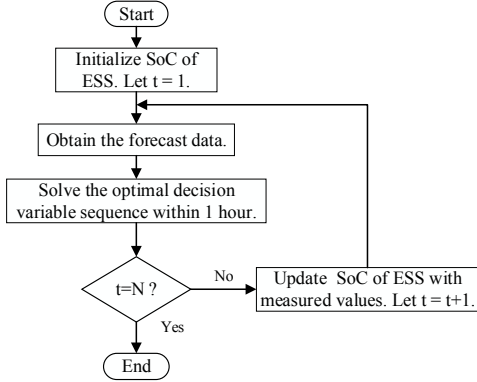 Start
Initialize SoC of
ESS. Let t = 1.
Obtain the forecast data.
Solve the optimal decision
variable sequence within 1 hour.
t=N ?
No
Update SoC of ESS with
measured values. Let t = t+1.
Yes
End